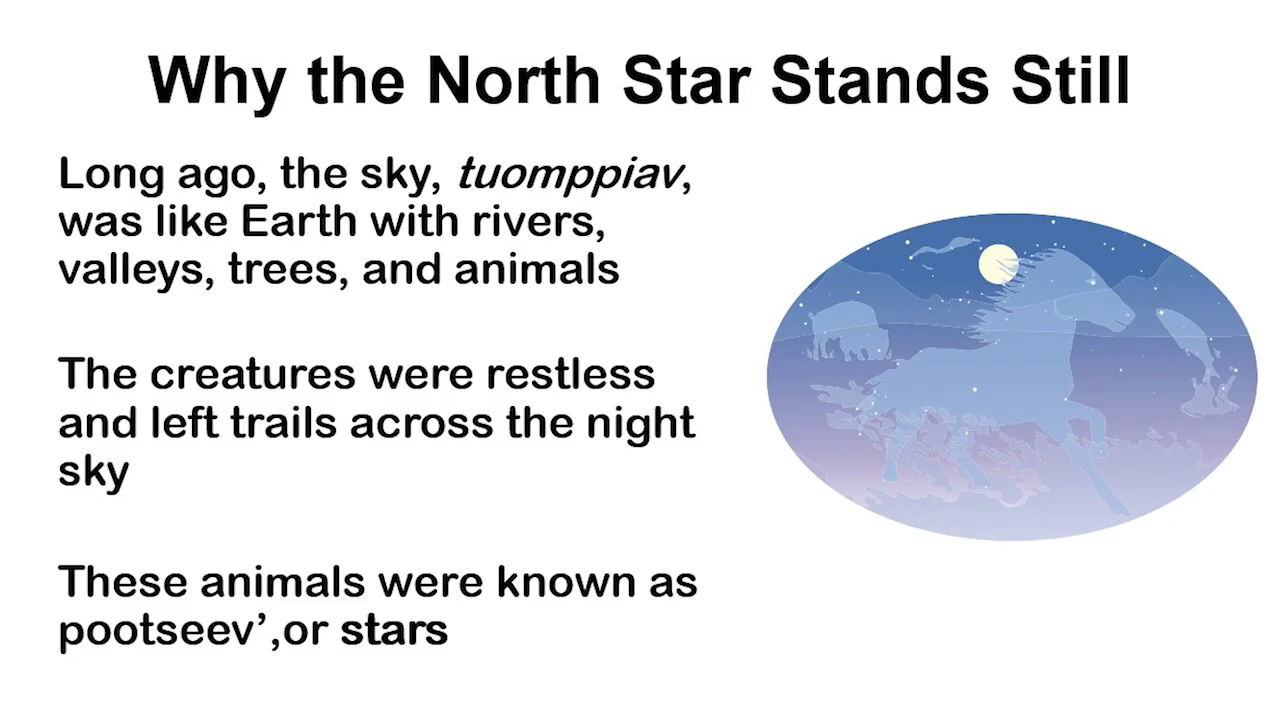 Why the North Star Stands Still
Long ago, the sky, tuomppiav,
was like Earth with rivers,
valleys, trees, and animals
The creatures were restless
and left trails across the night
sky
These animals were known as
pootseev’,or stars